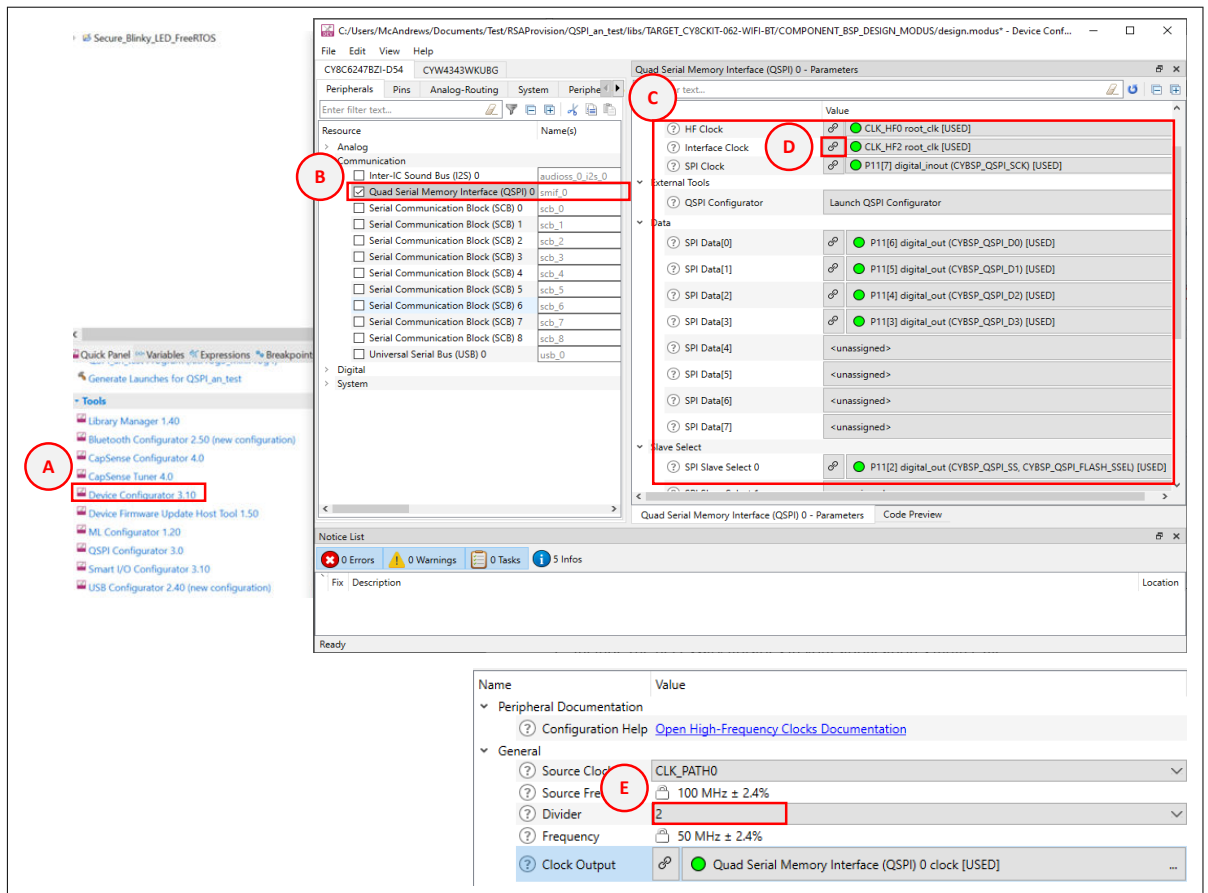 Secure_Blinky_LED_FreeRTOS
Quick Panel Variables Expressions Breakpoint
Generate Launches for QSPI_an_test
Tools
Library Manager 1.40
Bluetooth Configurator 2.50 (new configuration)
CapSense Configurator 4.0
A
CapSense Tuner 4.0
Device Configurator 3.10
Device Firmware Update Host Tool 1.50
ML Configurator 1.20
QSPI Configurator 3.0
Smart I/O Configurator 3.10
USB Configurator 2.40 (new configuration)
C:/Users/McAndrews/Documents/Test/RSAProvision/QSPI_an_test/libs/TARGET_CY8CKIT-062-WIFI-BT/COMPONENT_BSP_DESIGN_MODUS/design.modus* - Device Conf...
File Edit View Help
CY8C6247BZI-D54 CYW4343WKUBG
Peripherals Pins Analog-Routing System Periphe
Enter filter text...
Resource Name(s)
Analog
Communication
B
Inter-IC Sound Bus (I2S) 0 audioss_0_i2s_0
Quad Serial Memory Interface (QSPI) 0 smif_0
Serial Communication Block (SCB) 0 scb_0
Serial Communication Block (SCB) 1 scb_1
Serial Communication Block (SCB) 2 scb_2
Serial Communication Block (SCB) 3 scb_3
Serial Communication Block (SCB) 4 scb_4
Serial Communication Block (SCB) 5 scb_5
Serial Communication Block (SCB) 6 scb_6
Serial Communication Block (SCB) 7 scb_7
Serial Communication Block (SCB) 8 scb_8
Universal Serial Bus (USB) 0 usb_0
Digital
System
Quad Serial Memory Interface (QSPI) 0 - Parameters
C
text...
Value
HF Clock CLK_HF0 root_clk [USED]
Interface Clock D CLK_HF2 root_clk [USED]
SPI Clock P11[7] digital_inout (CYBSP_QSPI_SCK) [USED]
External Tools
QSPI Configurator Launch QSPI Configurator
Data
SPI Data[0] P11[6] digital_out (CYBSP_QSPI_D0) [USED]
SPI Data[1] P11[5] digital_out (CYBSP_QSPI_D1) [USED]
SPI Data[2] P11[4] digital_out (CYBSP_QSPI_D2) [USED]
SPI Data[3] P11[3] digital_out (CYBSP_QSPI_D3) [USED]
SPI Data[4] <unassigned>
SPI Data[5] <unassigned>
SPI Data[6] <unassigned>
SPI Data[7] <unassigned>
Slave Select
SPI Slave Select 0 P11[2] digital_out (CYBSP_QSPI_SS, CYBSP_QSPI_FLASH_SSEL) [USED]
Quad Serial Memory Interface (QSPI) 0 - Parameters Code Preview
Notice List
0 Errors 0 Warnings 0 Tasks 5 Infos
Fix Description Location
Ready
Name Value
Peripheral Documentation
Configuration Help Open High-Frequency Clocks Documentation
General
Source Cloc CLK_PATH0
Source Fre E 100 MHz ± 2.4%
Divider 2
Frequency 50 MHz ± 2.4%
Clock Output Quad Serial Memory Interface (QSPI) 0 clock [USED] ...